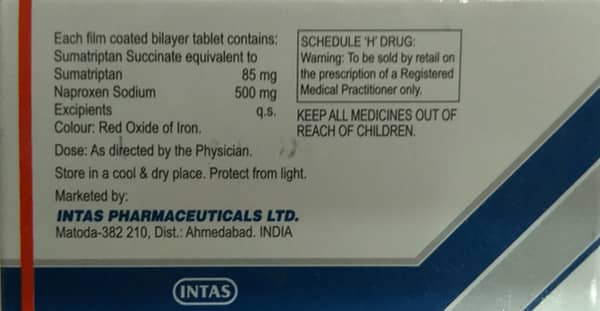 Each film coated bilayer tablet contains:
Sumatriptan Succinate equivalent to
Sumatriptan 85 mg
Naproxen Sodium 500 mg
Excipients q.s.
Colour: Red Oxide of Iron.
Dose: As directed by the Physician.
Store in a cool & dry place. Protect from light.
Marketed by:
INTAS PHARMACEUTICALS LTD.
Matoda-382 210, Dist.: Ahmedabad. INDIA
SCHEDULE 'H' DRUG:
Warning: To be sold by retail on
the prescription of a Registered
Medical Practitioner only.
KEEP ALL MEDICINES OUT OF
REACH OF CHILDREN.
INTAS